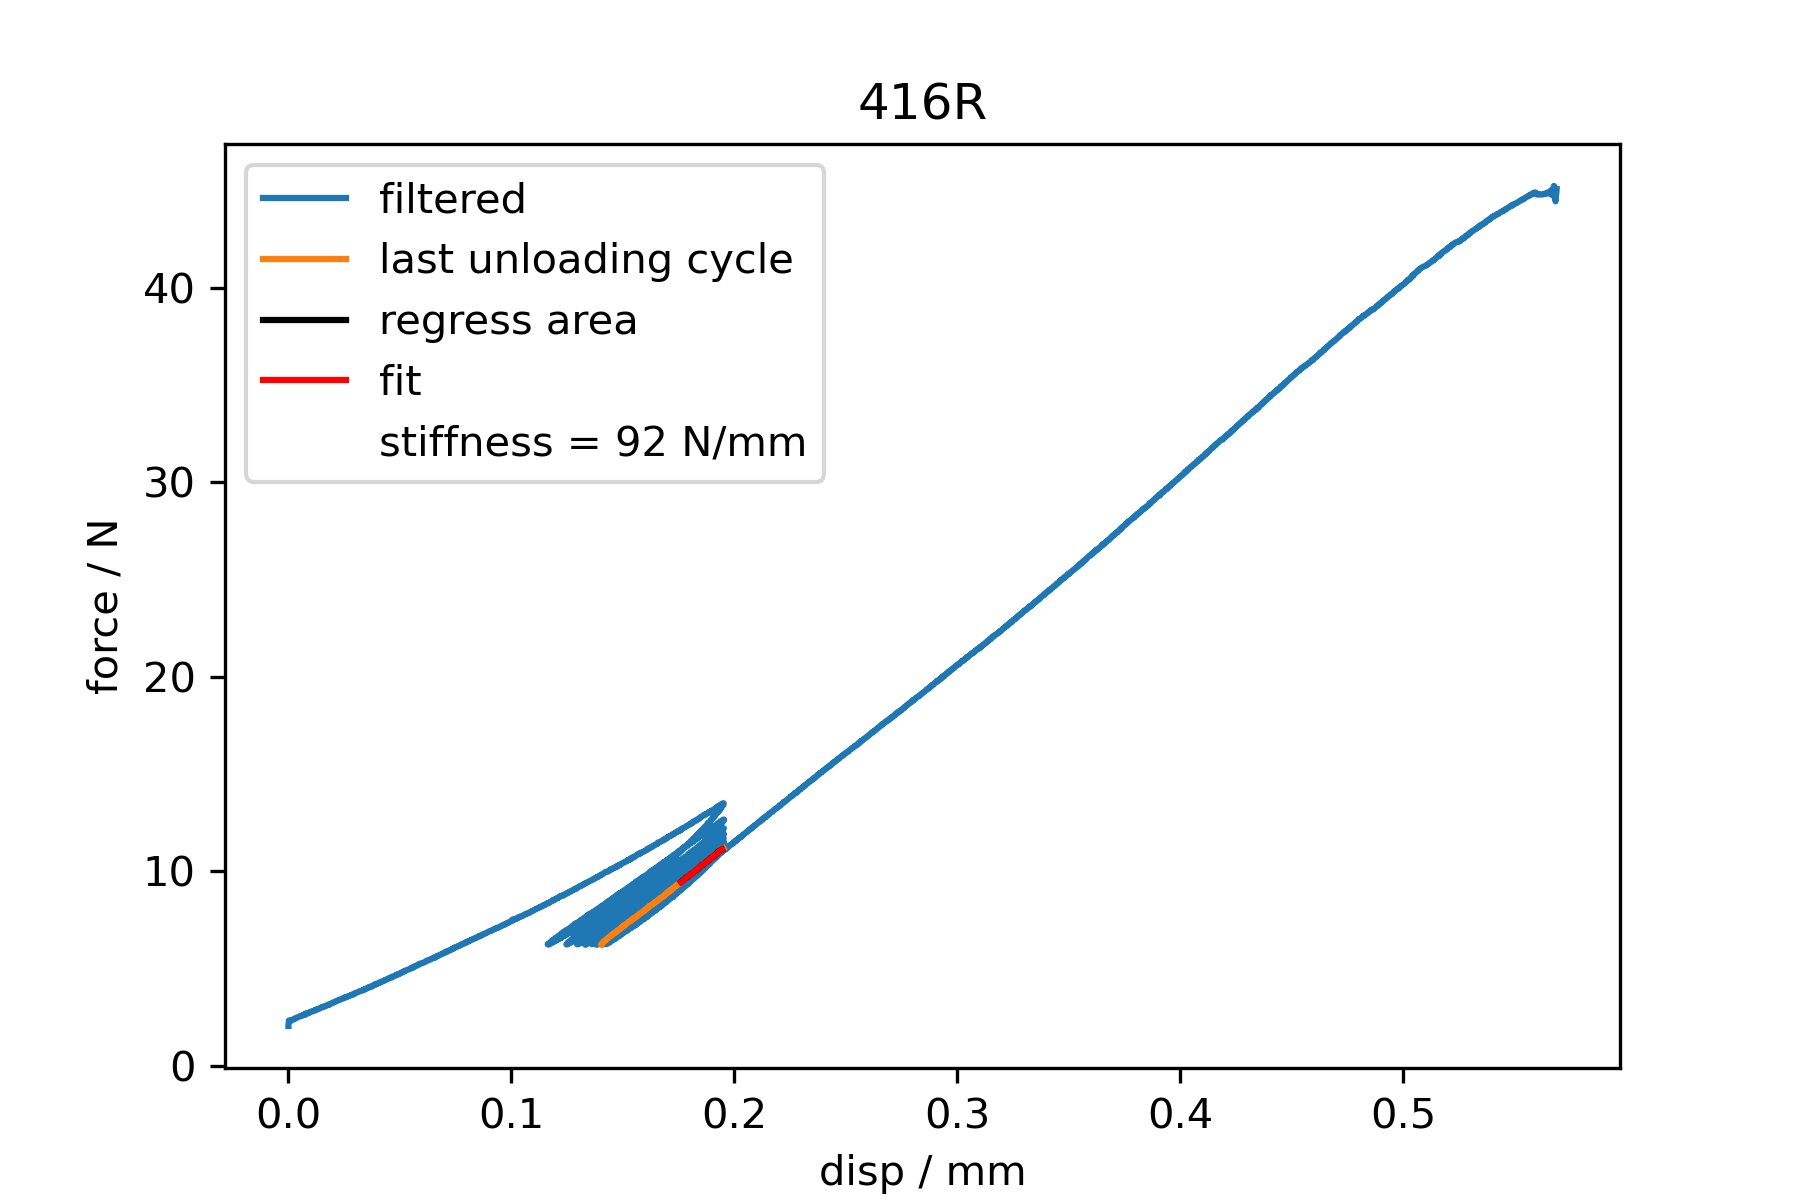 416R
filtered
last unloading cycle
regress area
fit
stiffness = 92 N/mm
force / N
40
30
20
10
0
0.0 0.1 0.2 0.3 0.4 0.5
disp / mm